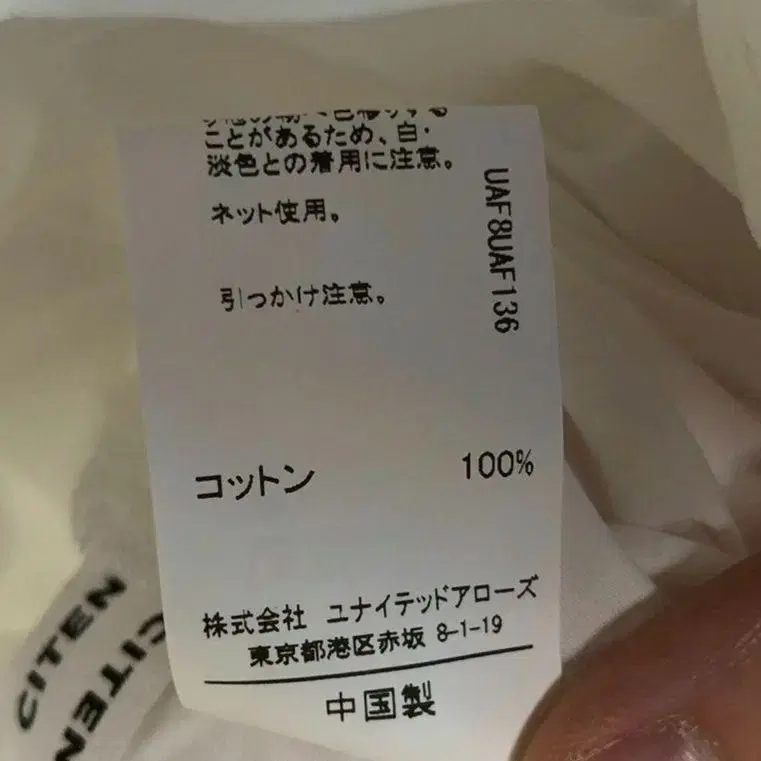 ことがあるため、白・
淡色との着用に注意。
ネット使用。
引っかけ注意。
UAF8UAF136
コットン 100%
株式会社 ユナイテッドアローズ
東京都港区赤坂 8-1-19
中国製
CITEN
CITEN